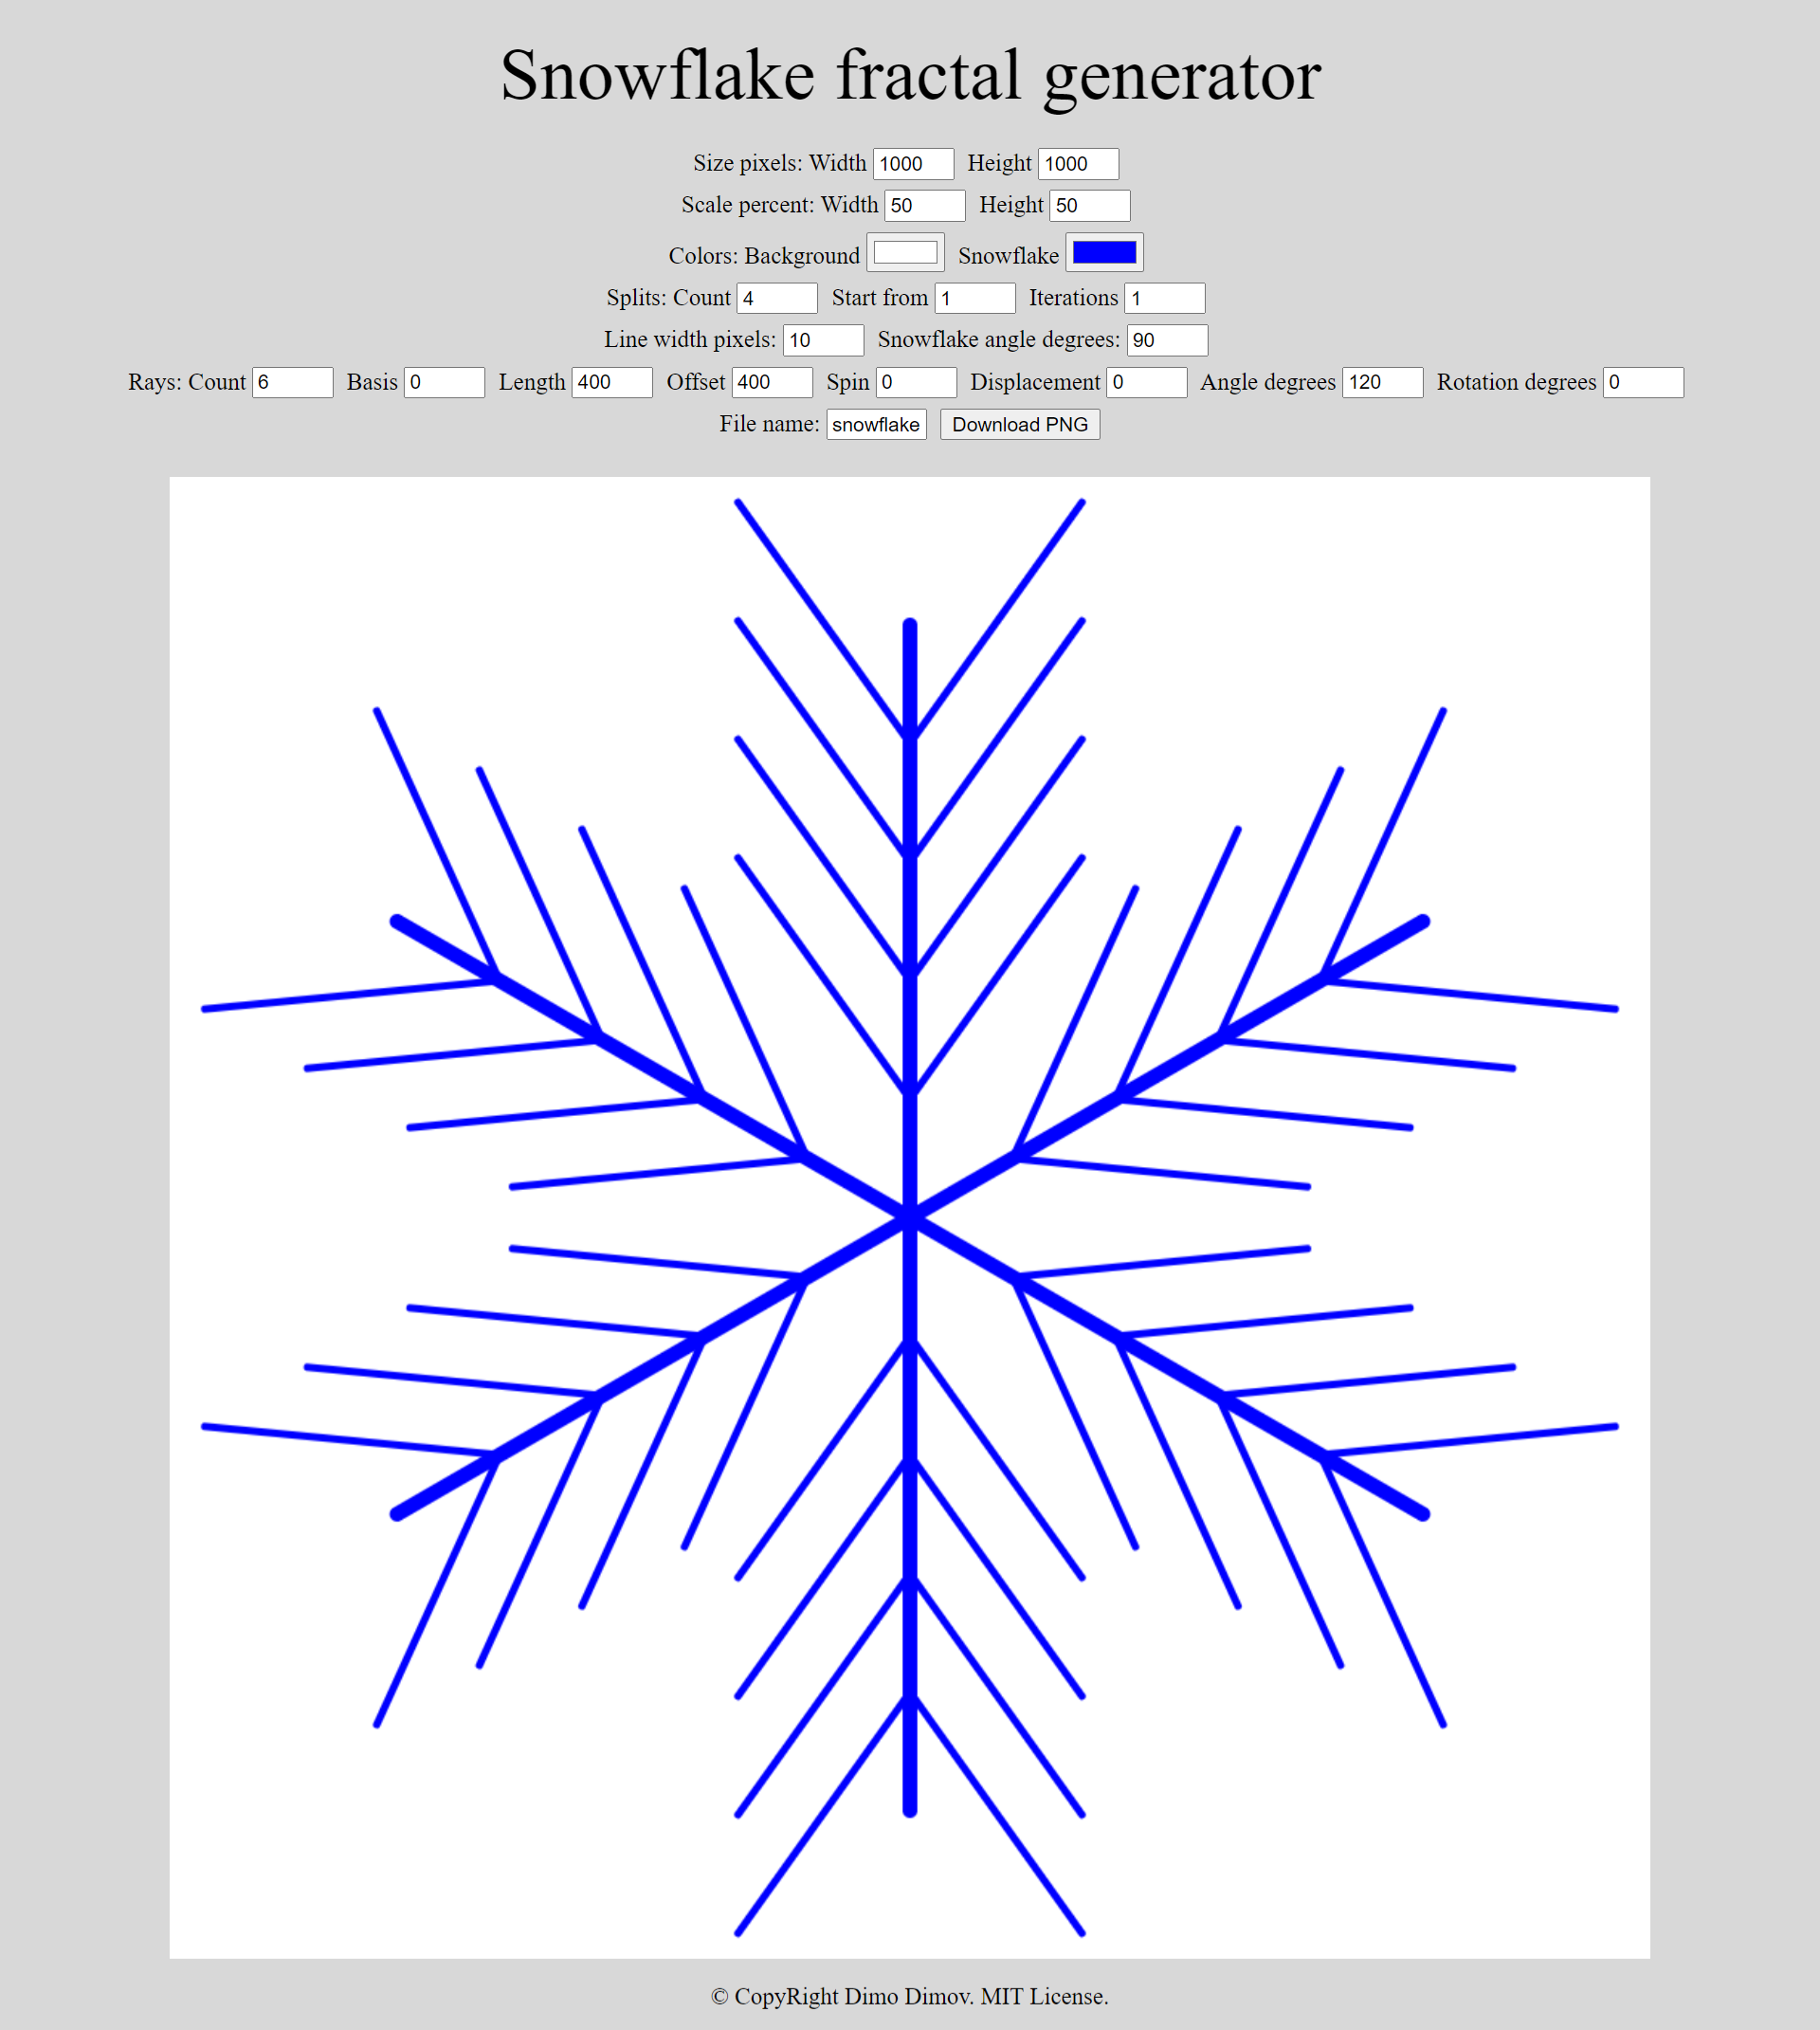 Snowflake fractal generator
Size pixels: Width 1000 Height 1000
Scale percent: Width 50 Height 50
Colors: Background Snowflake
Splits: Count 4 Start from 1 Iterations 1
Line width pixels: 10 Snowflake angle degrees: 90
Rays: Count 6 Basis 0 Length 400 Offset 400 Spin 0 Displacement 0 Angle degrees 120 Rotation degrees 0
File name: snowflake Download PNG
© CopyRight Dimo Dimov. MIT License.